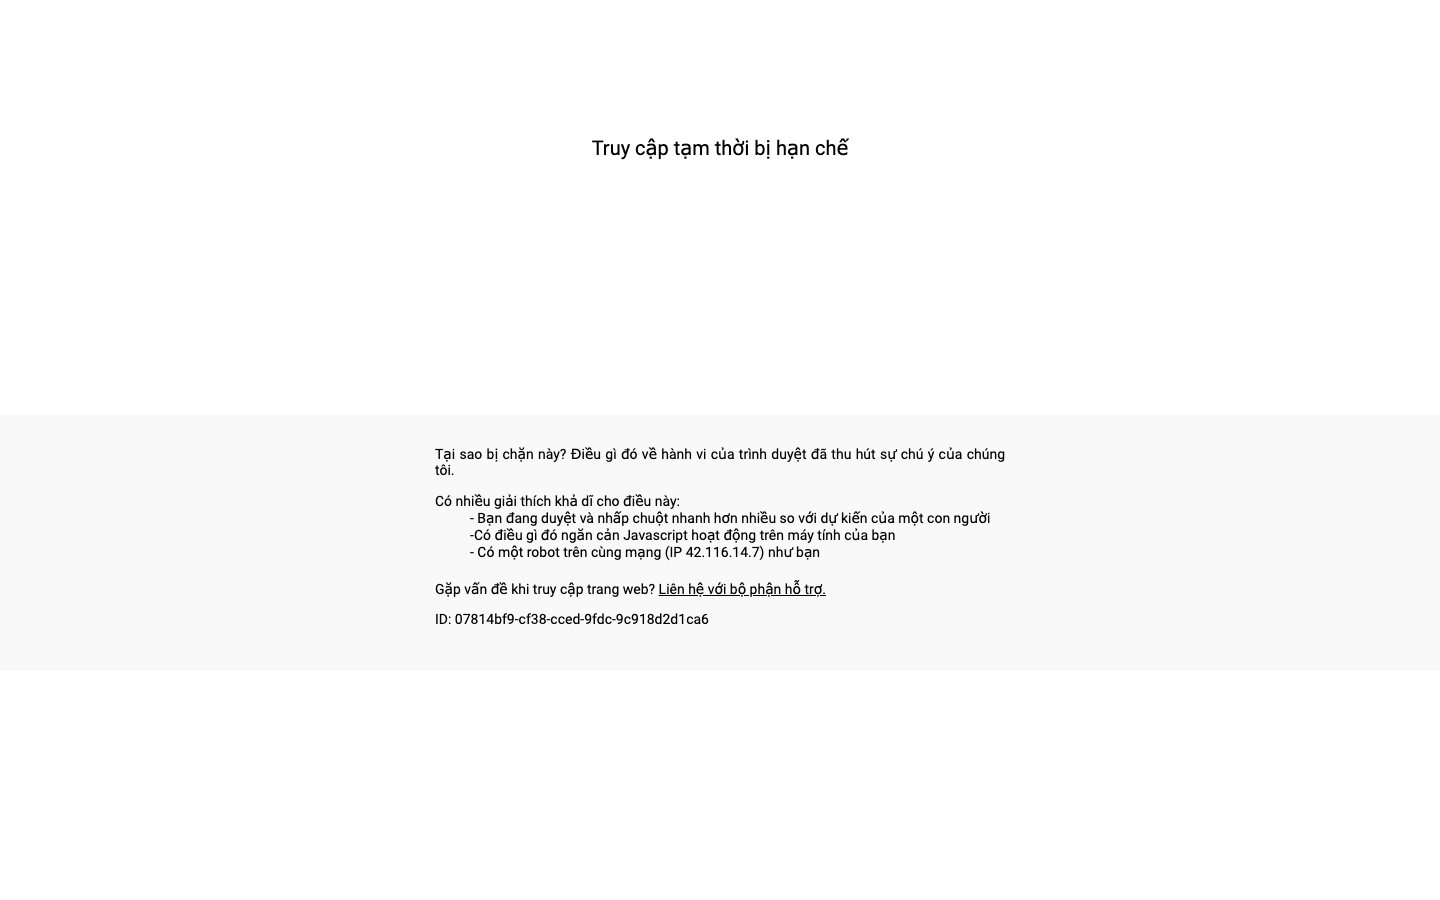 Truy cập tạm thời bị hạn chế
Tại sao bị chặn này? Điều gì đó về hành vi của trình duyệt đã thu hút sự chú ý của chúng
tôi.
Có nhiều giải thích khả dĩ cho điều này:
- Bạn đang duyệt và nhấp chuột nhanh hơn nhiều so với dự kiến của một con người
-Có điều gì đó ngăn cản Javascript hoạt động trên máy tính của bạn
- Có một robot trên cùng mạng (IP 42.116.14.7) như bạn
Gặp vấn đề khi truy cập trang web? Liên hệ với bộ phận hỗ trợ.
ID: 07814bf9-cf38-cced-9fdc-9c918d2d1ca6